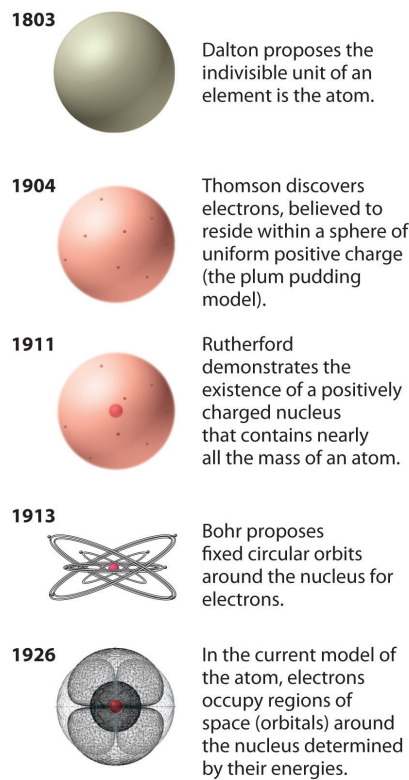 1803
Dalton proposes the
indivisible unit of an
element is the atom.
1904
Thomson discovers
electrons, believed to
reside within a sphere of
uniform positive charge
(the plum pudding
model).
1911
Rutherford
demonstrates the
existence of a positively
charged nucleus
that contains nearly
all the mass of an atom.
1913
Bohr proposes
fixed circular orbits
around the nucleus for
electrons.
1926
In the current model of
the atom, electrons
occupy regions of
space (orbitals) around
the nucleus determined
by their energies.